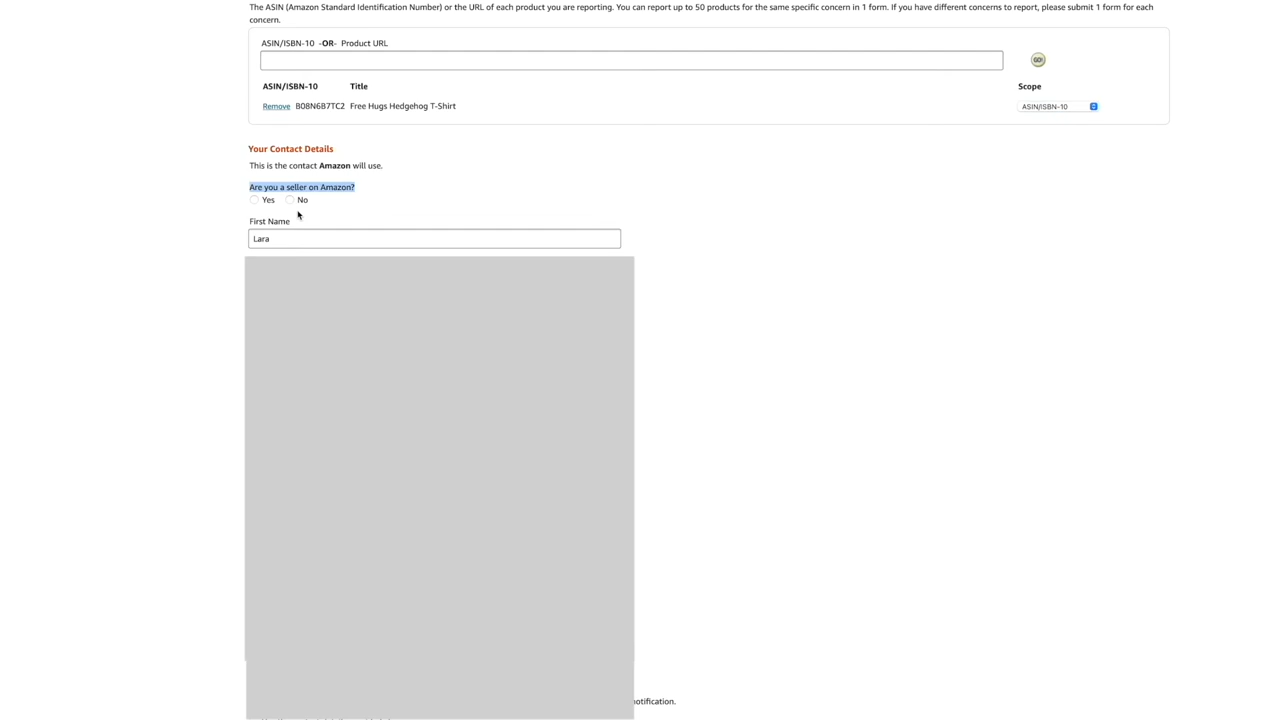 The ASIN (Amazon Standard Identification Number) or the URL of each product you are reporting. You can report up to 50 products for the same specific concern in 1 form. If you have different concerns to report, please submit 1 form for each
concern.
ASIN/ISBN-10 -OR- Product URL
GO!
ASIN/ISBN-10 Title Scope
Remove B08N6B7TC2 Free Hugs Hedgehog T-Shirt ASIN/ISBN-10
Your Contact Details
This is the contact Amazon will use.
Are you a seller on Amazon?
Yes No
First Name
Lara
otification.